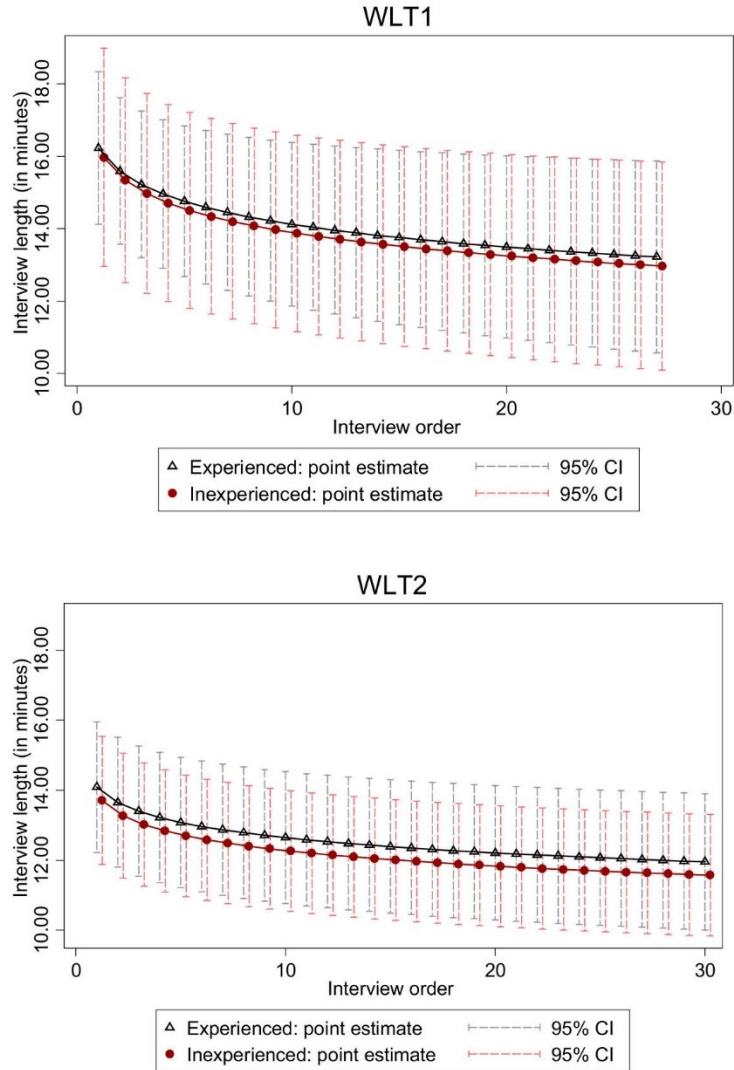 WLT1
Interview length (in minutes)
18.00
16.00
14.00
12.00
10.00
0 10 20 30
Interview order
Experienced: point estimate 95% CI
Inexperienced: point estimate 95% CI
WLT2
Interview length (in minutes)
18.00
16.00
14.00
12.00
10.00
0 10 20 30
Interview order
Experienced: point estimate 95% CI
Inexperienced: point estimate 95% CI